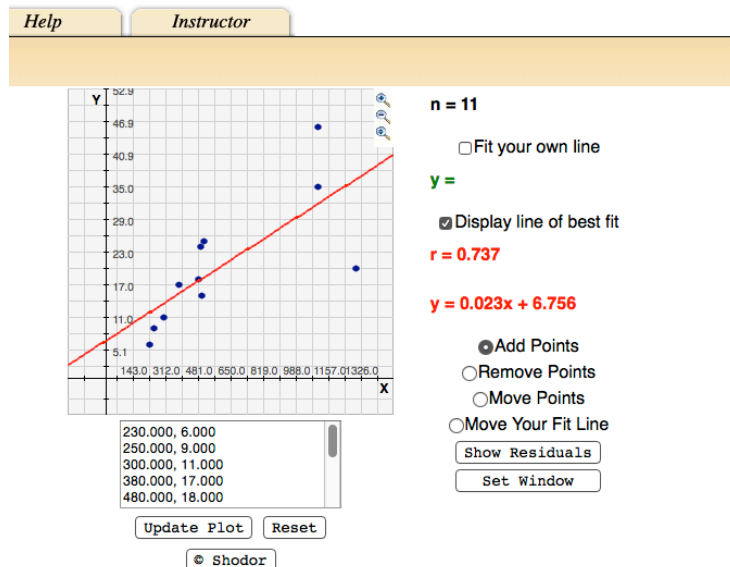 Help
Instructor
Y
52.9
46.9
40.9
35.0
29.0
23.0
17.0
11.0
5.1
143.0 312.0 481.0 650.0 819.0 988.0 1157.0 1326.0
X
230.000, 6.000
250.000, 9.000
300.000, 11.000
380.000, 17.000
480.000, 18.000
Update Plot Reset
© Shodor
n = 11
Fit your own line
y =
Display line of best fit
r = 0.737
y = 0.023x + 6.756
Add Points
Remove Points
Move Points
Move Your Fit Line
Show Residuals
Set Window